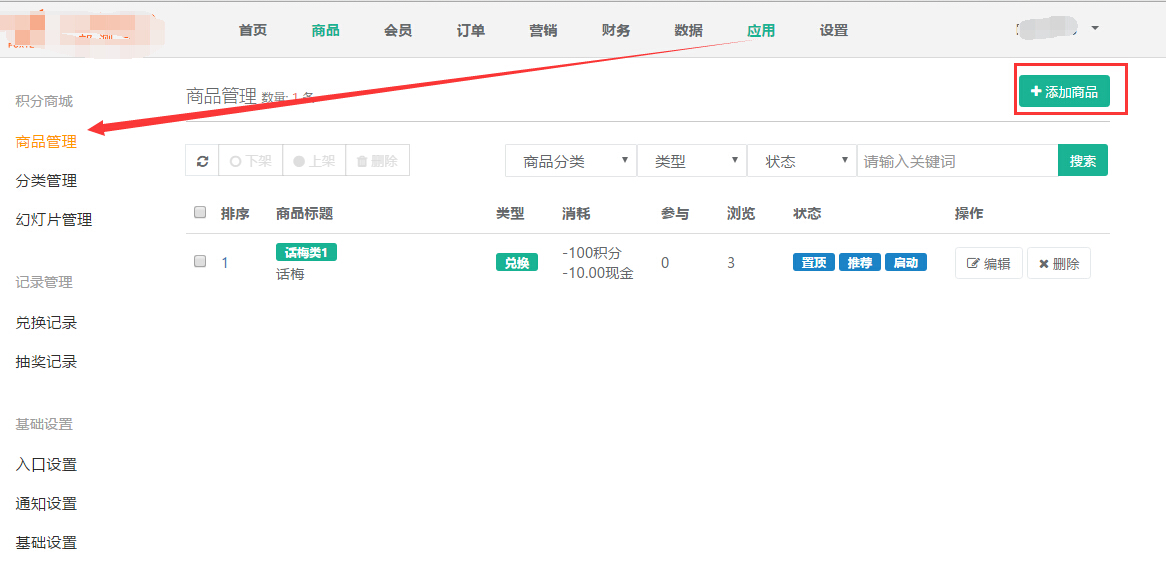 首页 商品 会员 订单 营销 财务 数据 应用 设置
积分商城
商品管理
分类管理
幻灯片管理
记录管理
兑换记录
抽奖记录
基础设置
入口设置
通知设置
基础设置
商品管理 数量: 1 条
添加商品
下架 上架 删除 商品分类 类型 状态 请输入关键词 搜索
排序 商品标题 类型 消耗 参与 浏览 状态 操作
1 话梅类1 兑换 -100积分 0 3 置顶 推荐 启动 编辑 删除
话梅 -10.00现金